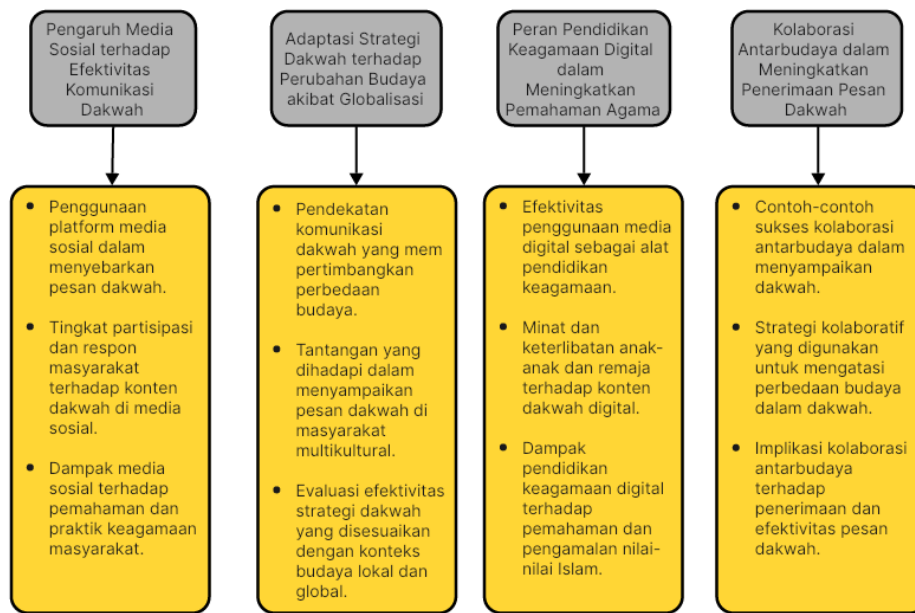 Pengaruh Media
Sosial terhadap
Efektivitas
Komunikasi
Dakwah
Adaptasi Strategi
Dakwah terhadap
Perubahan Budaya
akibat Globalisasi
Peran Pendidikan
Keagamaan Digital
dalam
Meningkatkan
Pemahaman Agama
Kolaborasi
Antarbudaya dalam
Meningkatkan
Penerimaan Pesan
Dakwah
• Penggunaan
platform media
sosial dalam
menyebarkan
pesan dakwah.
• Tingkat partisipasi
dan respon
masyarakat
terhadap konten
dakwah di media
sosial.
• Dampak media
sosial terhadap
pemahaman dan
praktik keagamaan
masyarakat.
• Pendekatan
komunikasi
dakwah yang mem
pertimbangkan
perbedaan
budaya.
• Tantangan yang
dihadapi dalam
menyampaikan
pesan dakwah di
masyarakat
multikultural.
• Evaluasi efektivitas
strategi dakwah
yang disesuaikan
dengan konteks
budaya lokal dan
global.
• Efektivitas
penggunaan media
digital sebagai alat
pendidikan
keagamaan.
• Minat dan
keterlibatan anak-
anak dan remaja
terhadap konten
dakwah digital.
• Dampak
pendidikan
keagamaan digital
terhadap
pemahaman dan
pengamalan nilai-
nilai Islam.
• Contoh-contoh
sukses kolaborasi
antarbudaya dalam
menyampaikan
dakwah.
• Strategi kolaboratif
yang digunakan
untuk mengatasi
perbedaan budaya
dalam dakwah.
• Implikasi kolaborasi
antarbudaya
terhadap
penerimaan dan
efektivitas pesan
dakwah.